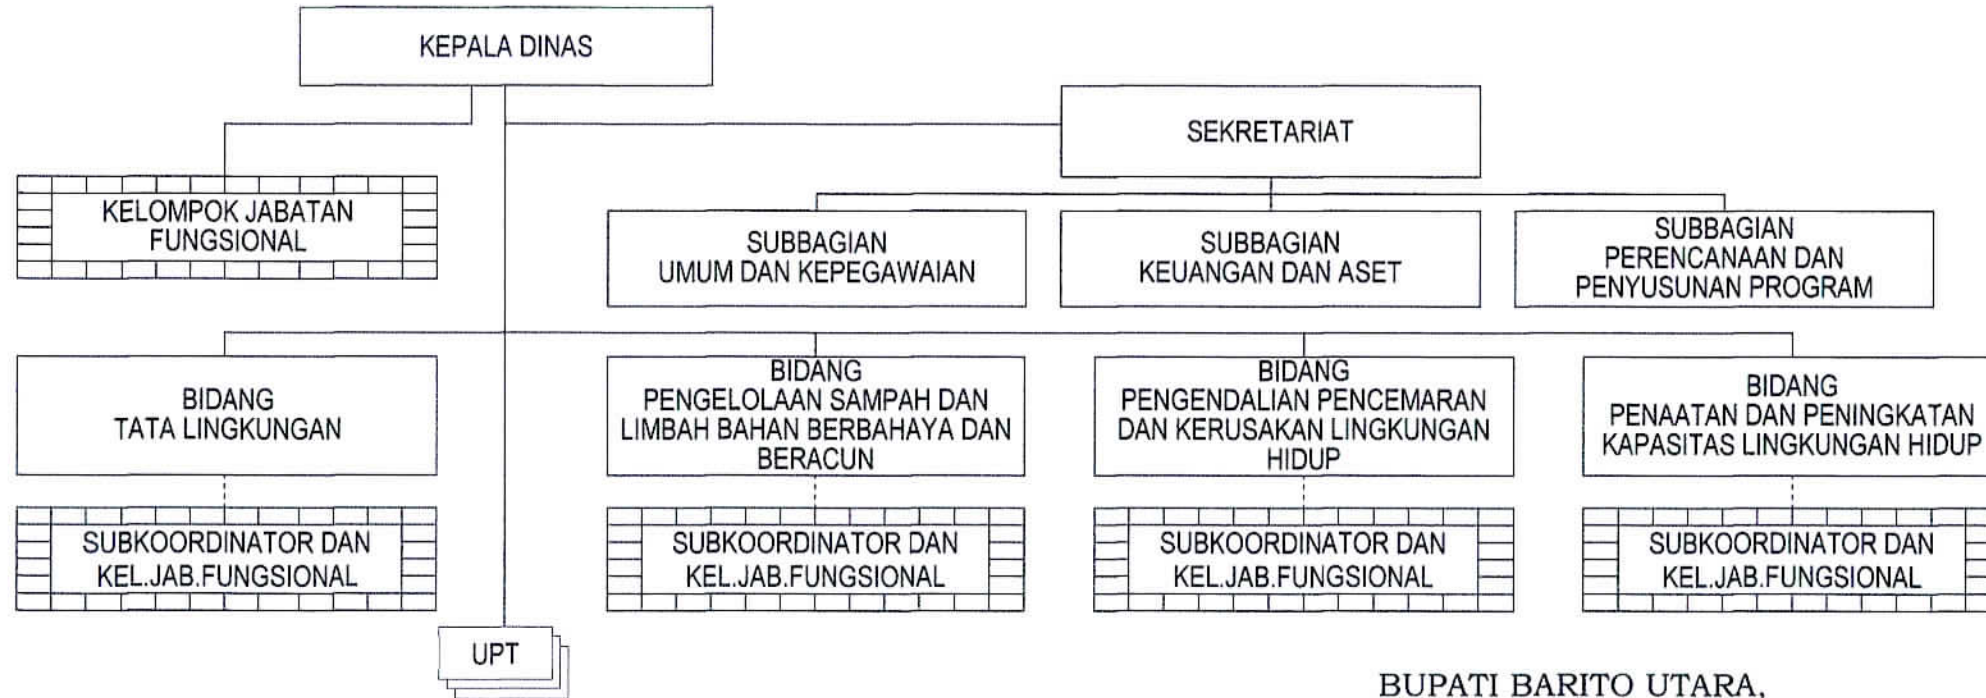 KEPALA DINAS
SEKRETARIAT
KELOMPOK JABATAN
FUNGSIONAL
SUBBAGIAN
UMUM DAN KEPEGAWAIAN
SUBBAGIAN
KEUANGAN DAN ASET
SUBBAGIAN
PERENCANAAN DAN
PENYUSUNAN PROGRAM
BIDANG
TATA LINGKUNGAN
BIDANG
PENGELOLAAN SAMPAH DAN
LIMBAH BAHAN BERBAHAYA DAN
BERACUN
BIDANG
PENGENDALIAN PENCEMARAN
DAN KERUSAKAN LINGKUNGAN
HIDUP
BIDANG
PENAATAN DAN PENINGKATAN
KAPASITAS LINGKUNGAN HIDUP
SUBKOORDINATOR DAN
KEL.JAB.FUNGSIONAL
SUBKOORDINATOR DAN
KEL.JAB.FUNGSIONAL
SUBKOORDINATOR DAN
KEL.JAB.FUNGSIONAL
SUBKOORDINATOR DAN
KEL.JAB.FUNGSIONAL
UPT
BUPATI BARITO UTARA,